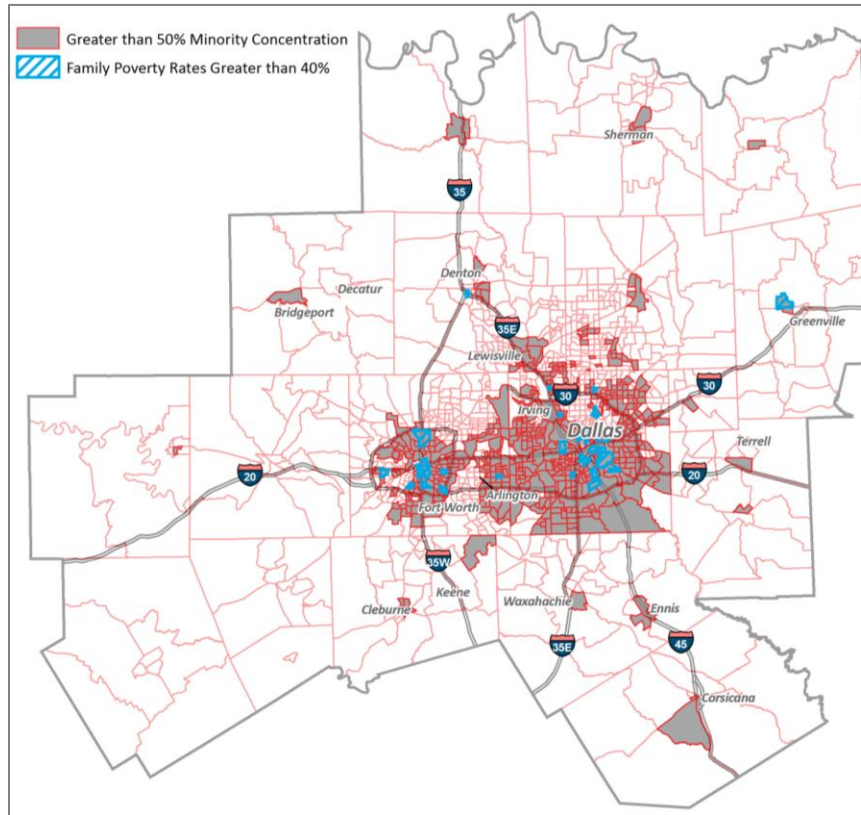 Greater than 50% Minority Concentration
Family Poverty Rates Greater than 40%
Sherman
35
Denton
Decatur
Bridgeport
Greenville
35E
Lewisville
30
30
Irving
Dallas
Terrell
20
20
Arlington
Fort Worth
35W
Keene
Cleburne
Waxahachie
Ennis
35E
45
Corsicana